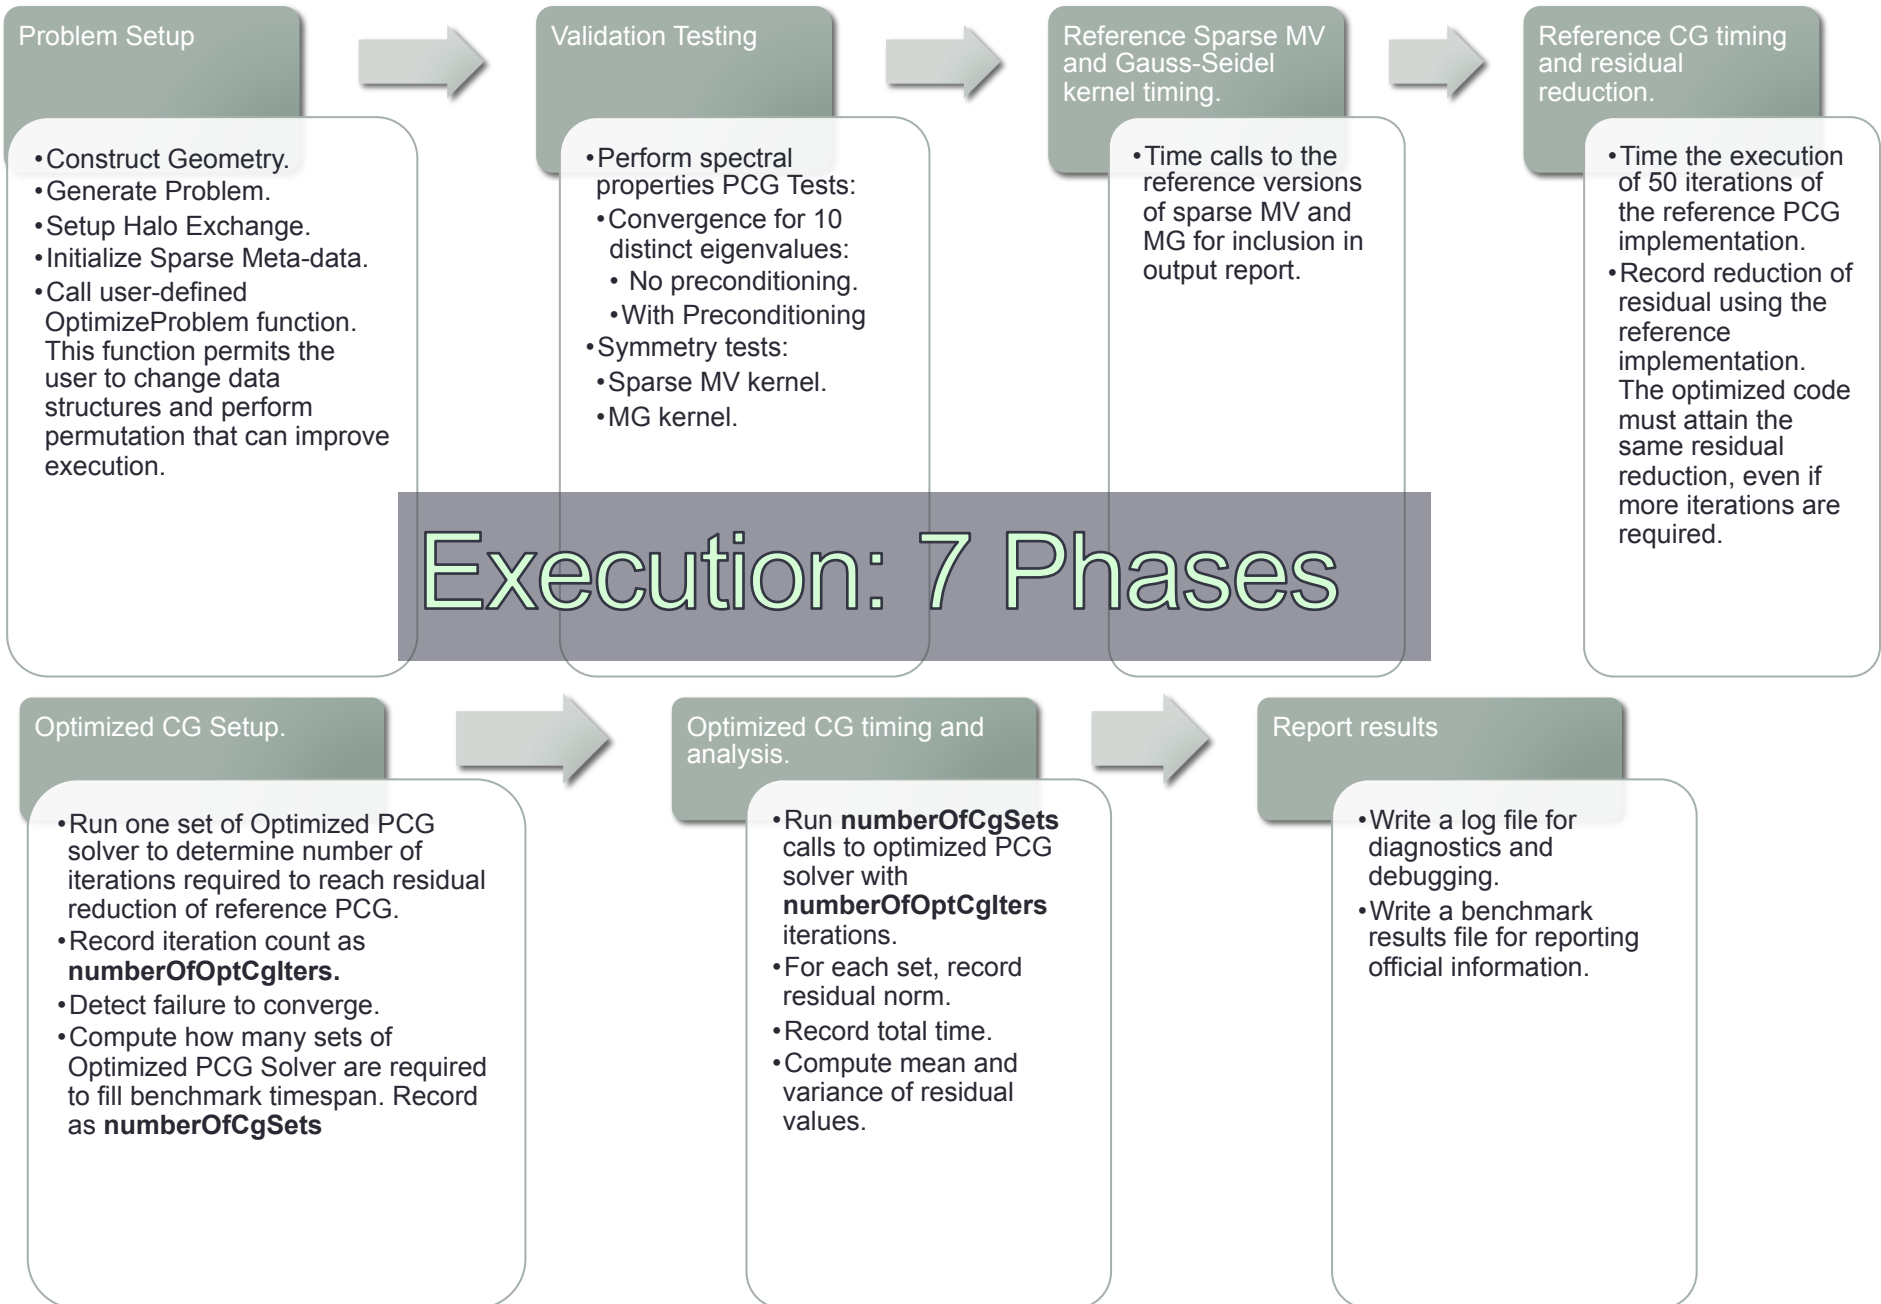 Problem Setup
•Construct Geometry.
•Generate Problem.
•Setup Halo Exchange.
•Initialize Sparse Meta-data.
•Call user-defined
OptimizeProblem function.
This function permits the
user to change data
structures and perform
permutation that can improve
execution.
Validation Testing
•Perform spectral
properties PCG Tests:
•Convergence for 10
distinct eigenvalues:
• No preconditioning.
•With Preconditioning
•Symmetry tests:
•Sparse MV kernel.
•MG kernel.
Reference Sparse MV
and Gauss-Seidel
kernel timing.
•Time calls to the
reference versions
of sparse MV and
MG for inclusion in
output report.
Reference CG timing
and residual
reduction.
•Time the execution
of 50 iterations of
the reference PCG
implementation.
•Record reduction of
residual using the
reference
implementation.
The optimized code
must attain the
same residual
reduction, even if
more iterations are
required.
Execution: 7 Phases
Optimized CG Setup.
•Run one set of Optimized PCG
solver to determine number of
iterations required to reach residual
reduction of reference PCG.
•Record iteration count as
numberOfOptCgIters.
•Detect failure to converge.
•Compute how many sets of
Optimized PCG Solver are required
to fill benchmark timespan. Record
as numberOfCgSets
Optimized CG timing and
analysis.
•Run numberOfCgSets
calls to optimized PCG
solver with
numberOfOptCgIters
iterations.
•For each set, record
residual norm.
•Record total time.
•Compute mean and
variance of residual
values.
Report results
•Write a log file for
diagnostics and
debugging.
•Write a benchmark
results file for reporting
official information.